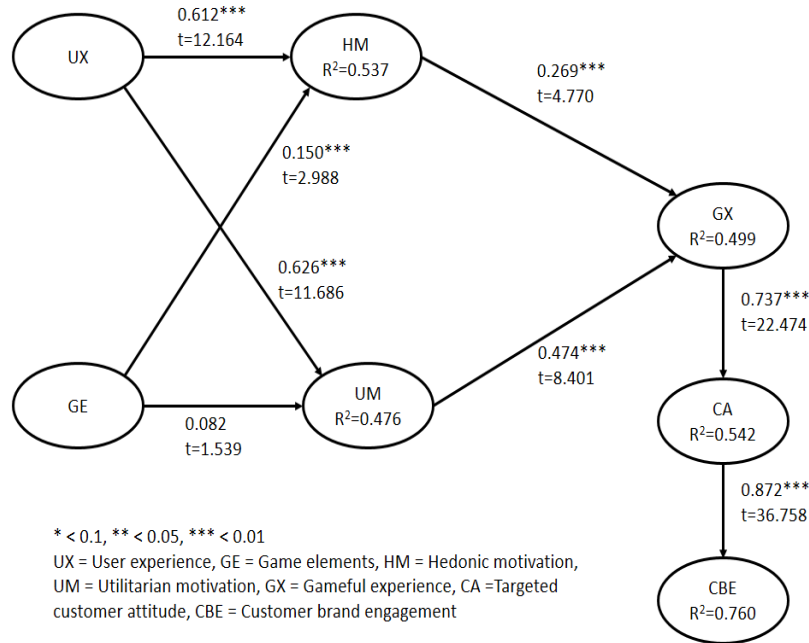 UX
0.612***
t=12.164
HM
R²=0.537
0.269***
t=4.770
0.150***
t=2.988
GX
R²=0.499
0.626***
t=11.686
0.737***
t=22.474
0.474***
t=8.401
GE
0.082
t=1.539
UM
R²=0.476
CA
R²=0.542
0.872***
t=36.758
CBE
R²=0.760
* < 0.1, ** < 0.05, *** < 0.01
UX = User experience, GE = Game elements, HM = Hedonic motivation,
UM = Utilitarian motivation, GX = Gameful experience, CA =Targeted
customer attitude, CBE = Customer brand engagement